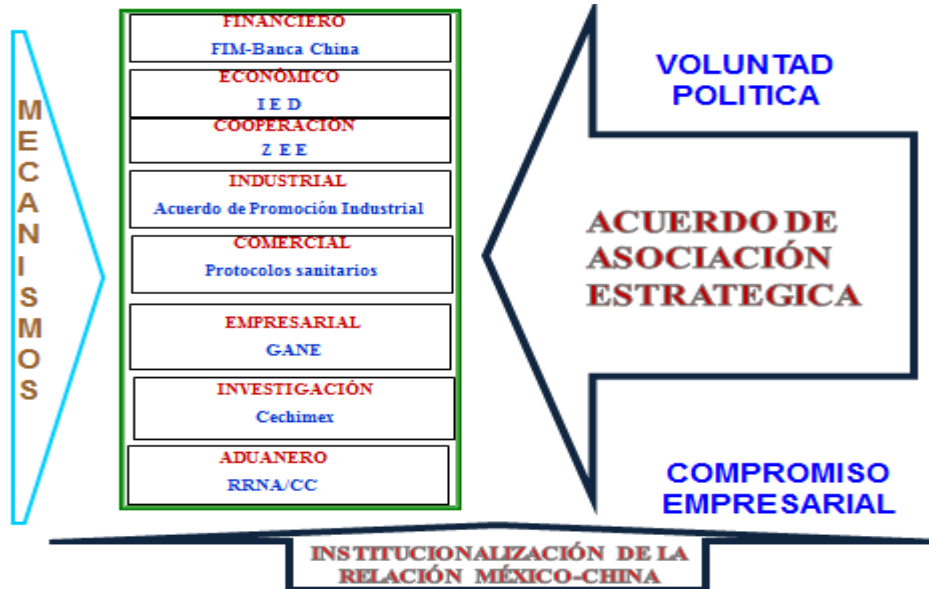 MECANISMOS
FINANCIERO
FIM-Banca China
ECONÓMICO
I E D
COOPERACIÓN
Z E E
INDUSTRIAL
Acuerdo de Promoción Industrial
COMERCIAL
Protocolos sanitarios
EMPRESARIAL
GANE
INVESTIGACIÓN
Cechimex
ADUANERO
RRNA/CC
VOLUNTAD
POLITICA
ACUERDO DE
ASOCIACIÓN
ESTRATEGICA
COMPROMISO
EMPRESARIAL
INSTITUCIONALIZACIÓN DE LA
RELACIÓN MÉXICO-CHINA